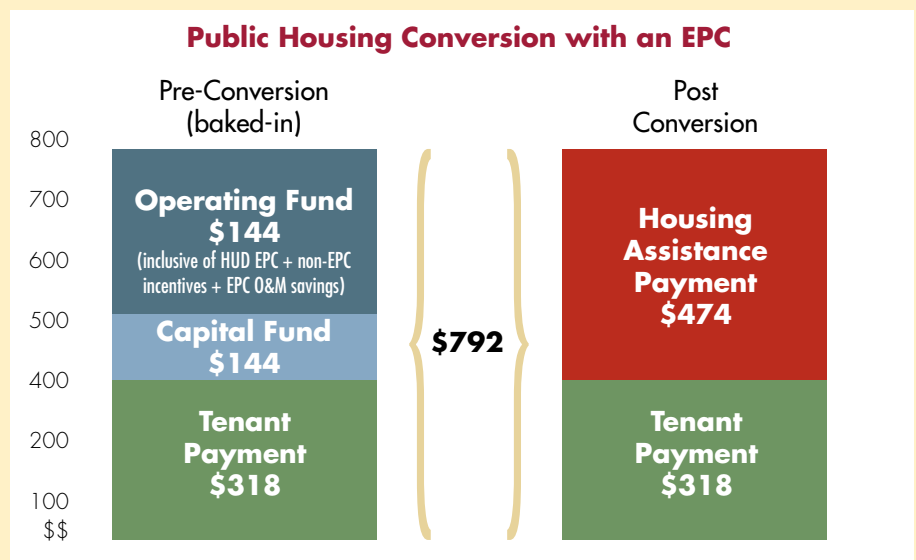 Public Housing Conversion with an EPC
Pre-Conversion
(baked-in)
Post
Conversion
800
700
600
500
400
200
100
$$
Operating Fund
$144
(inclusive of HUD EPC + non-EPC
incentives + EPC O&M savings)
Capital Fund
$144
Tenant
Payment
$318
$792
Housing
Assistance
Payment
$474
Tenant
Payment
$318